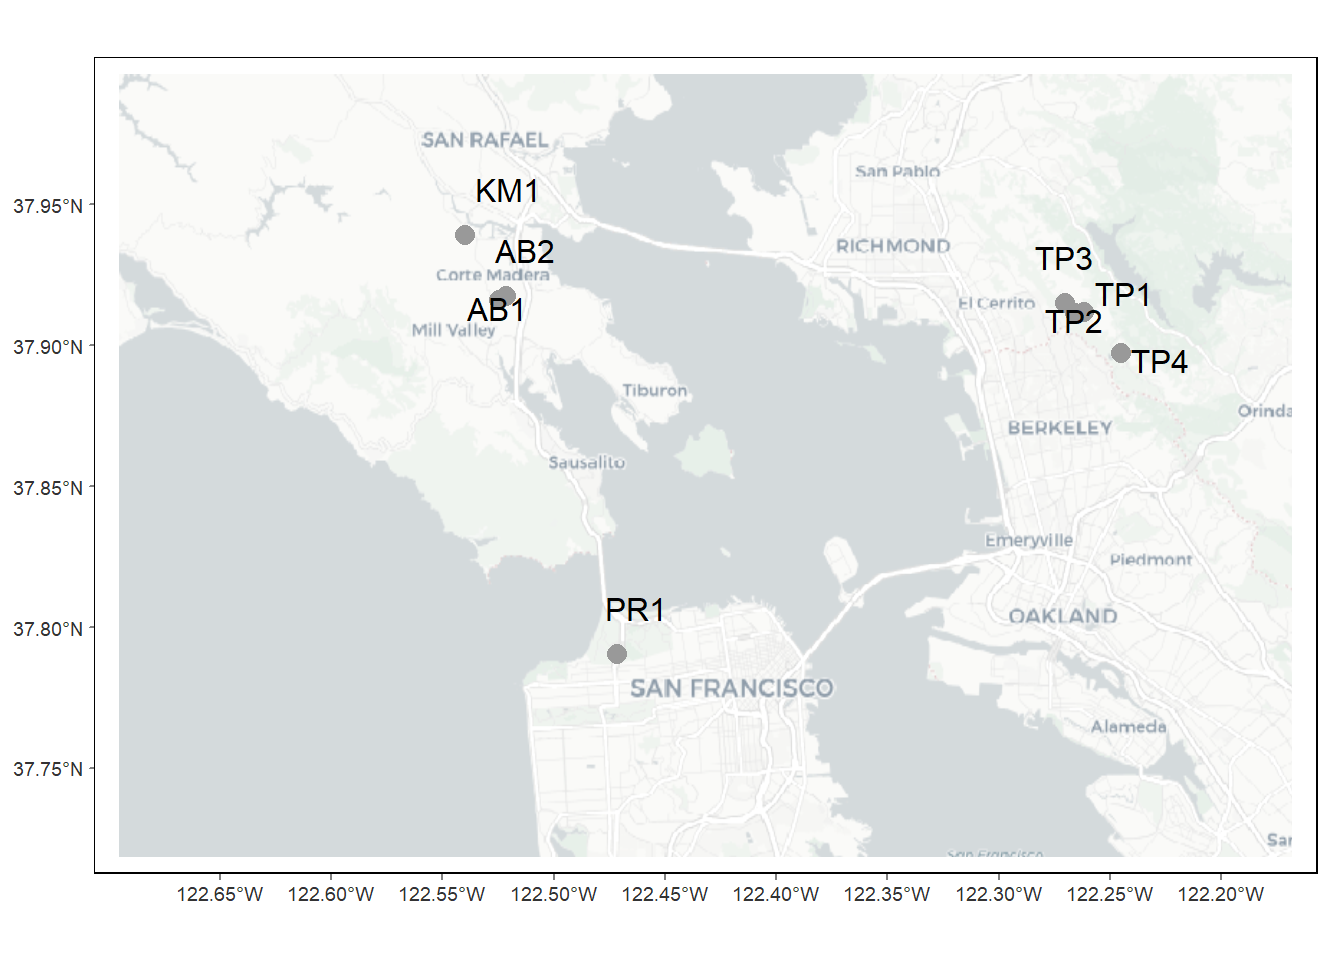 SAN RAFAEL
San Pablo
KM1
37.95°N
RICHMOND
AB2
TP3
Corte Madera
TP1
El Cerrito
AB1
TP2
Mill Valley
37.90°N
TP4
Tiburon
Orinda
BERKELEY
Sausalito
37.85°N
Emeryville
Piedmont
PR1
OAKLAND
37.80°N
SAN FRANCISCO
Alameda
37.75°N
San Francisco
San
122.65°W 122.60°W 122.55°W 122.50°W 122.45°W 122.40°W 122.35°W 122.30°W 122.25°W 122.20°W